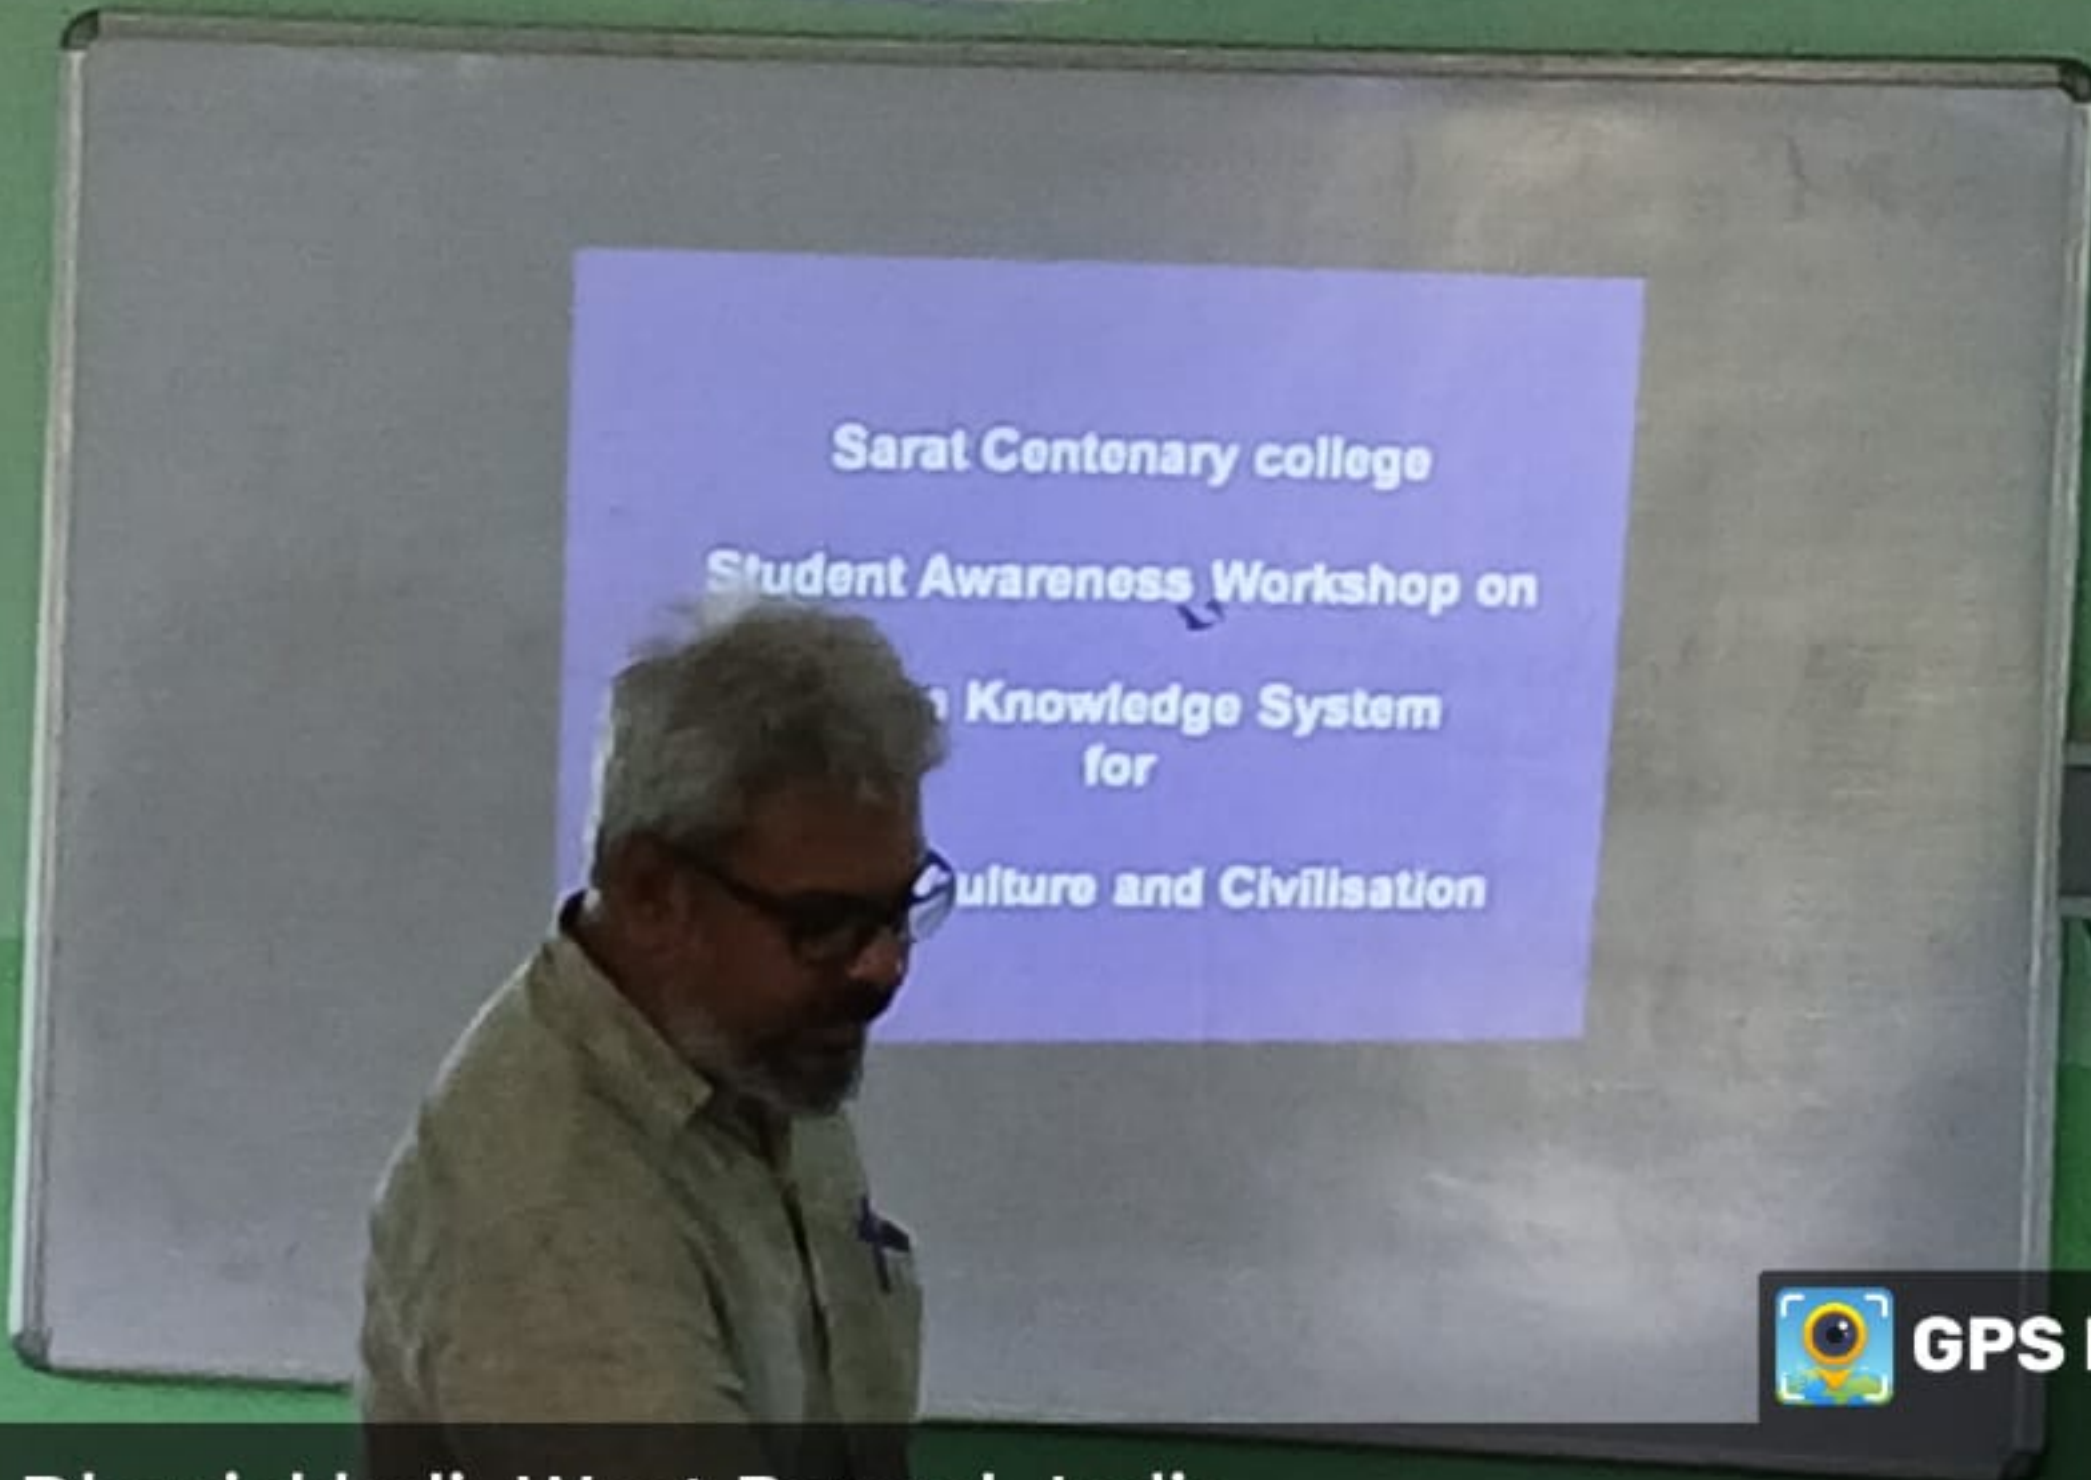 Sarat Centenary college
Student Awareness Workshop on
Knowledge System
for
ulture and Civilisation
GPS